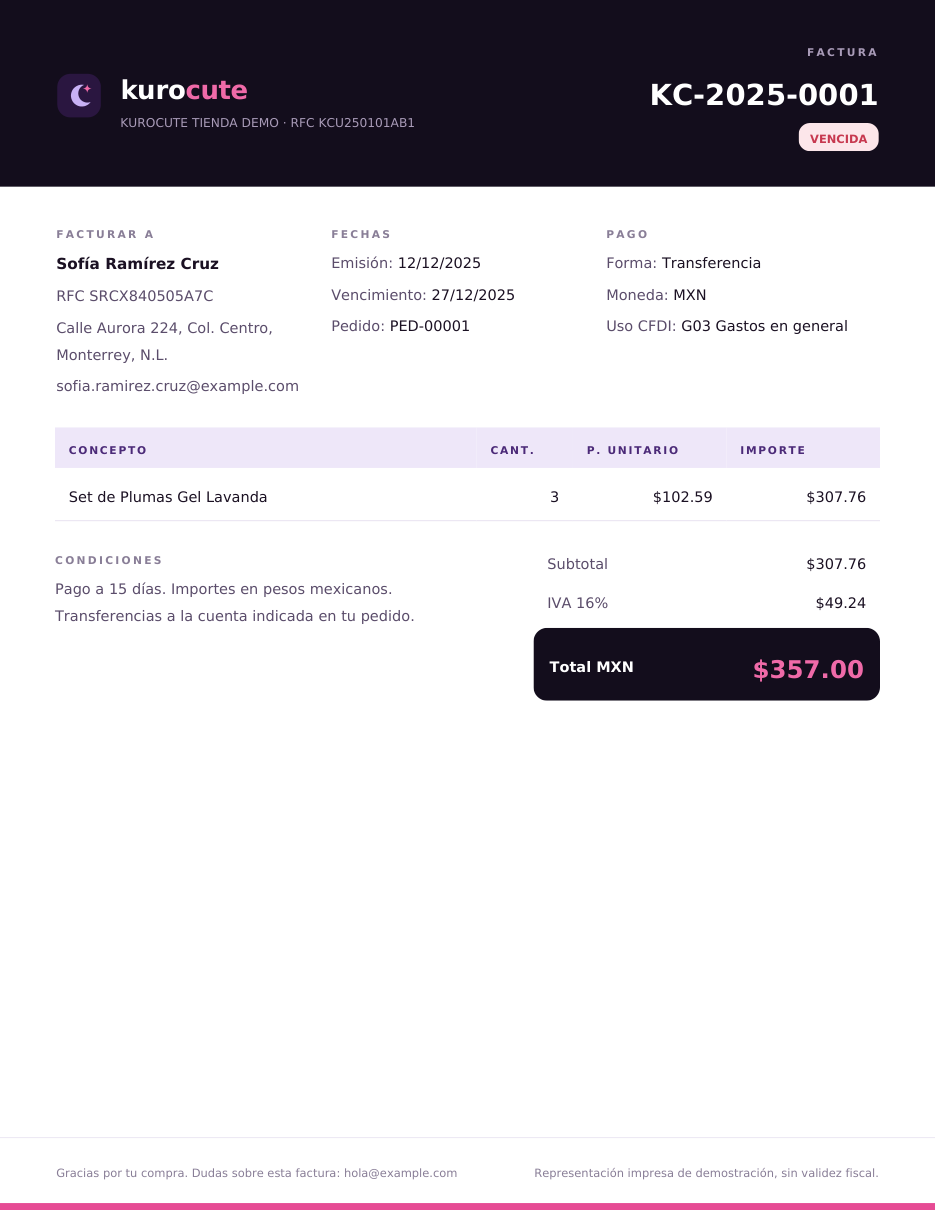 FACTURA
kurocute
KC-2025-0001
KUROCUTE TIENDA DEMO · RFC KCU250101AB1
VENCIDA
FACTURAR A
Sofía Ramírez Cruz
RFC SRCX840505A7C
Calle Aurora 224, Col. Centro,
Monterrey, N.L.
sofia.ramirez.cruz@example.com
FECHAS
Emisión: 12/12/2025
Vencimiento: 27/12/2025
Pedido: PED-00001
PAGO
Forma: Transferencia
Moneda: MXN
Uso CFDI: G03 Gastos en general
CONCEPTO CANT. P. UNITARIO IMPORTE
Set de Plumas Gel Lavanda 3 $102.59 $307.76
CONDICIONES
Pago a 15 días. Importes en pesos mexicanos.
Transferencias a la cuenta indicada en tu pedido.
Subtotal $307.76
IVA 16% $49.24
Total MXN $357.00
Gracias por tu compra. Dudas sobre esta factura: hola@example.com
Representación impresa de demostración, sin validez fiscal.